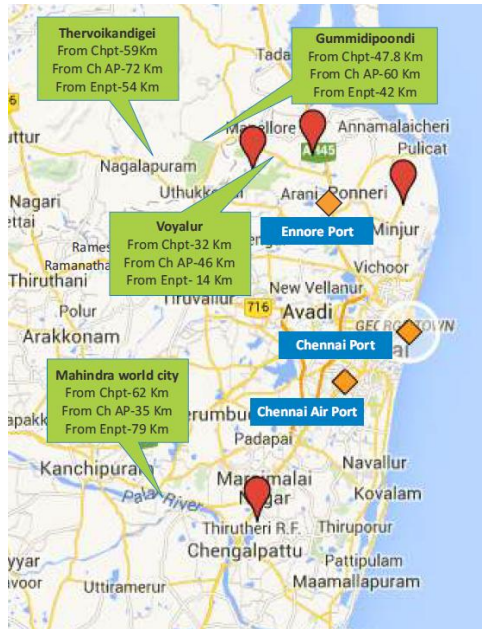 Thervoikandigei
From Chpt-59Km
From Ch AP-72 Km
From Enpt-54 Km
Gummidipoondi
From Chpt-47.8 Km
From Ch AP-60 Km
From Enpt-42 Km
Tada
Annamalaicheri
Pulicat
Nagalapuram
Nagari
Arani
Ponneri
Voyalur
From Chpt-32 Km
From Ch AP-46 Km
From Enpt- 14 Km
Ennore Port
Minjur
Vichoor
Thiruthani
New Vellanur
Tiruvallur
716
Avadi
Polur
Arakkonam
Chennai Port
Mahindra world city
From Chpt-62 Km
From Ch AP-35 Km
From Enpt-79 Km
Chennai Air Port
Padapai
Kanchipuram
Navallur
Palar River
Nagar
Kovalam
Thirutheri R.F.
Thiruporur
Chengalpattu
Pattipulam
Uttiramerur
Maamallapuram